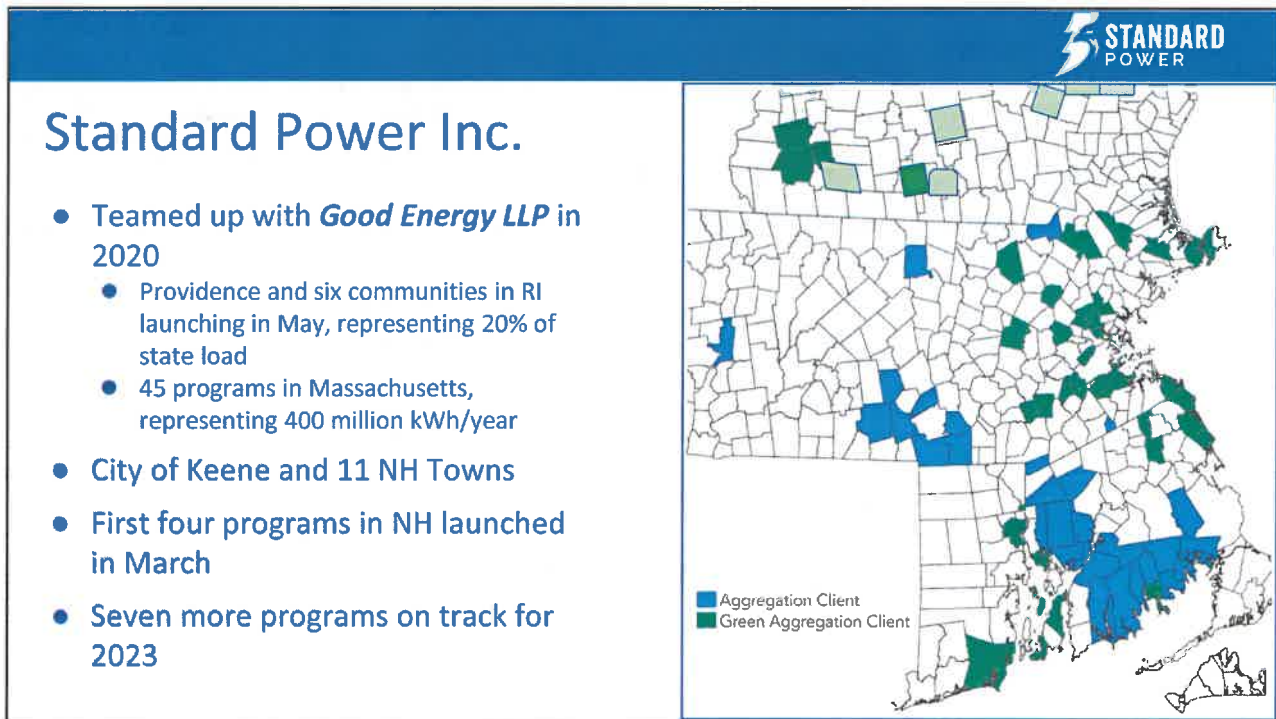 STANDARD
POWER
Standard Power Inc.
● Teamed up with Good Energy LLP in
2020
● Providence and six communities in RI
launching in May, representing 20% of
state load
● 45 programs in Massachusetts,
representing 400 million kWh/year
● City of Keene and 11 NH Towns
● First four programs in NH launched
in March
● Seven more programs on track for
2023
Aggregation Client
Green Aggregation Client